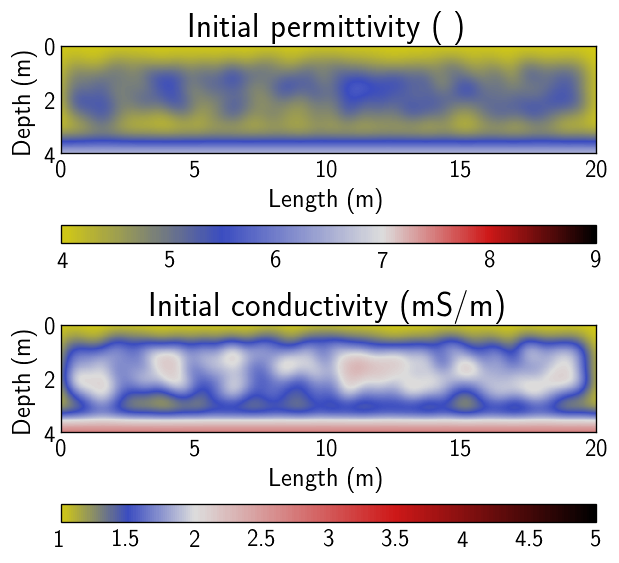 Initial permittivity ( )
0
2
4
Depth (m)
0 5 10 15 20
Length (m)
4 5 6 7 8 9
Initial conductivity (mS/m)
0
2
4
Depth (m)
0 5 10 15 20
Length (m)
1 1.5 2 2.5 3 3.5 4 4.5 5